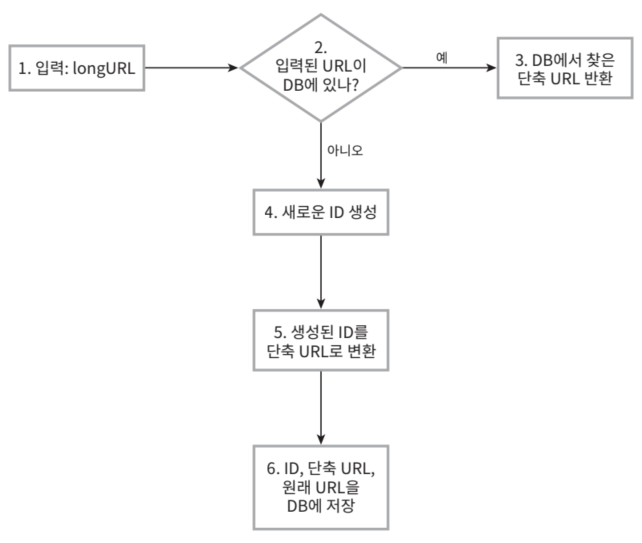 1. 입력: longURL
2.
입력된 URL이
DB에 있나?
예
3. DB에서 찾은
단축 URL 반환
아니오
4. 새로운 ID 생성
5. 생성된 ID를
단축 URL로 변환
6. ID, 단축 URL,
원래 URL을
DB에 저장